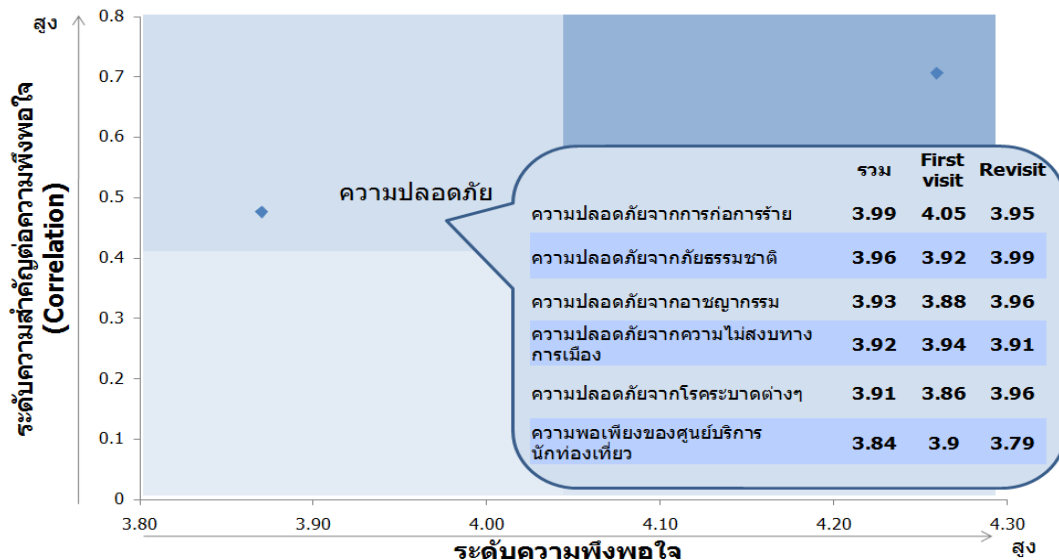 สูง
ระดับความสำคัญต่อความพึงพอใจ
(Correlation)
0.8
0.7
0.6
0.5
0.4
0.3
0.2
0.1
0
ความปลอดภัย
รวม First visit Revisit
ความปลอดภัยจากการก่อการร้าย 3.99 4.05 3.95
ความปลอดภัยจากภัยธรรมชาติ 3.96 3.92 3.99
ความปลอดภัยจากอาชญากรรม 3.93 3.88 3.96
ความปลอดภัยจากความไม่สงบทาง
การเมือง 3.92 3.94 3.91
ความปลอดภัยจากโรคระบาดต่างๆ 3.91 3.86 3.96
ความพอเพียงของศูนย์บริการ
นักท่องเที่ยว 3.84 3.9 3.79
3.80 3.90 4.00 4.10 4.20 4.30
ระดับความพึงพอใจ
สูง